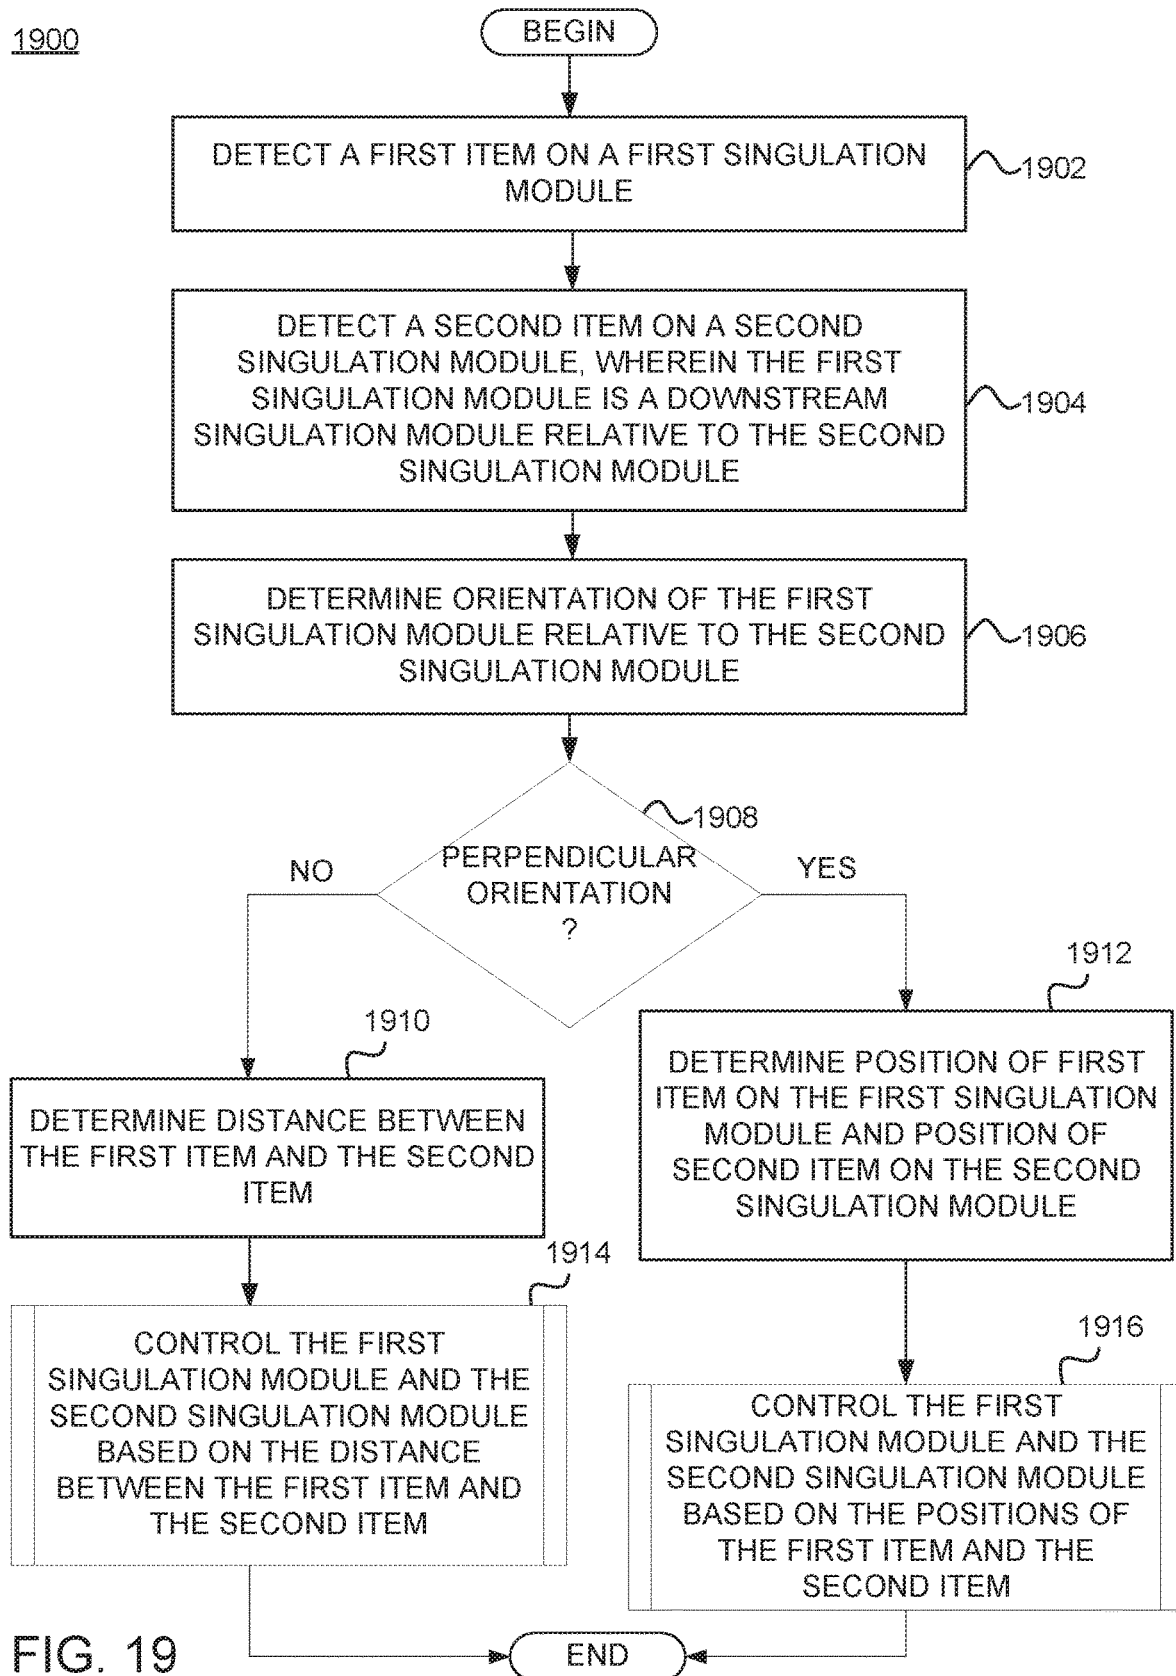 1900
BEGIN
DETECT A FIRST ITEM ON A FIRST SINGULATION
MODULE
1902
DETECT A SECOND ITEM ON A SECOND
SINGULATION MODULE, WHEREIN THE FIRST
SINGULATION MODULE IS A DOWNSTREAM
SINGULATION MODULE RELATIVE TO THE SECOND
SINGULATION MODULE
1904
DETERMINE ORIENTATION OF THE FIRST
SINGULATION MODULE RELATIVE TO THE SECOND
SINGULATION MODULE
1906
1908
PERPENDICULAR
ORIENTATION
?
NO
YES
1910
DETERMINE DISTANCE BETWEEN
THE FIRST ITEM AND THE SECOND
ITEM
1912
DETERMINE POSITION OF FIRST
ITEM ON THE FIRST SINGULATION
MODULE AND POSITION OF
SECOND ITEM ON THE SECOND
SINGULATION MODULE
1914
CONTROL THE FIRST
SINGULATION MODULE AND THE
SECOND SINGULATION MODULE
BASED ON THE DISTANCE
BETWEEN THE FIRST ITEM AND
THE SECOND ITEM
1916
CONTROL THE FIRST
SINGULATION MODULE AND THE
SECOND SINGULATION MODULE
BASED ON THE POSITIONS OF
THE FIRST ITEM AND THE
SECOND ITEM
END
FIG. 19